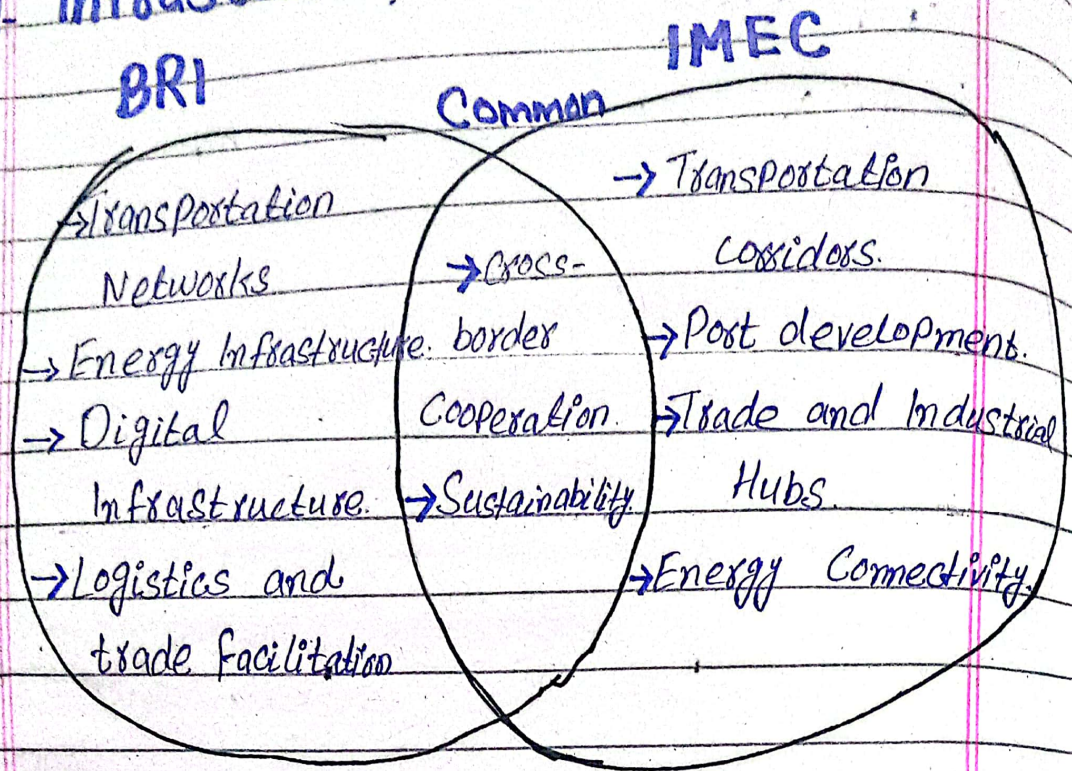 BRI
Common
IMEC
→Transportation
Networks
→Energy Infrastructure.
→Digital
Infrastructure.
→Logistics and
trade facilitation
→Cross-
border
Cooperation.
→Sustainability.
→Transportation
corridors.
→Port development.
→Trade and Industrial
Hubs.
→Energy Connectivity.